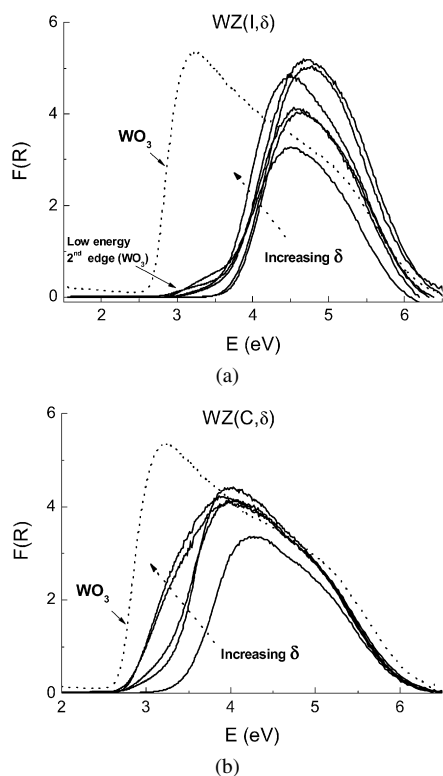 WZ(I,δ)
6
4
2
0
F(R)
WO₃
Low energy
2ⁿᵈ edge (WO₃)
Increasing δ
2
3
4
5
6
E (eV)
(a)
WZ(C,δ)
6
4
2
0
F(R)
WO₃
Increasing δ
2
3
4
5
6
E (eV)
(b)